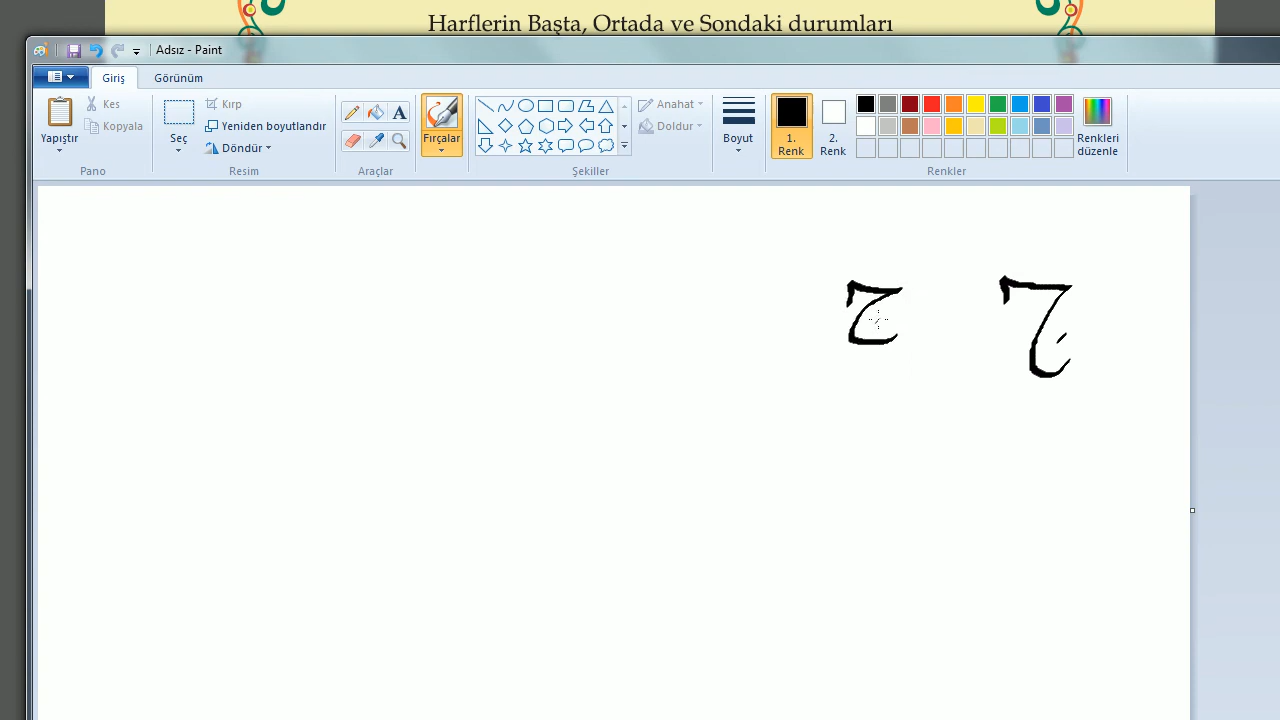 Harflerin Başta, Ortada ve Sondaki durumları
Adsız - Paint
Giriş
Görünüm
Yapıştır
Kes
Kopyala
Pano
Seç
Kırp
Yeniden boyutlandır
Döndür
Resim
A
Araçlar
Fırçalar
Şekiller
Anahat
Doldur
Boyut
1.
Renk
2.
Renk
Renkleri
düzenle
Renkler